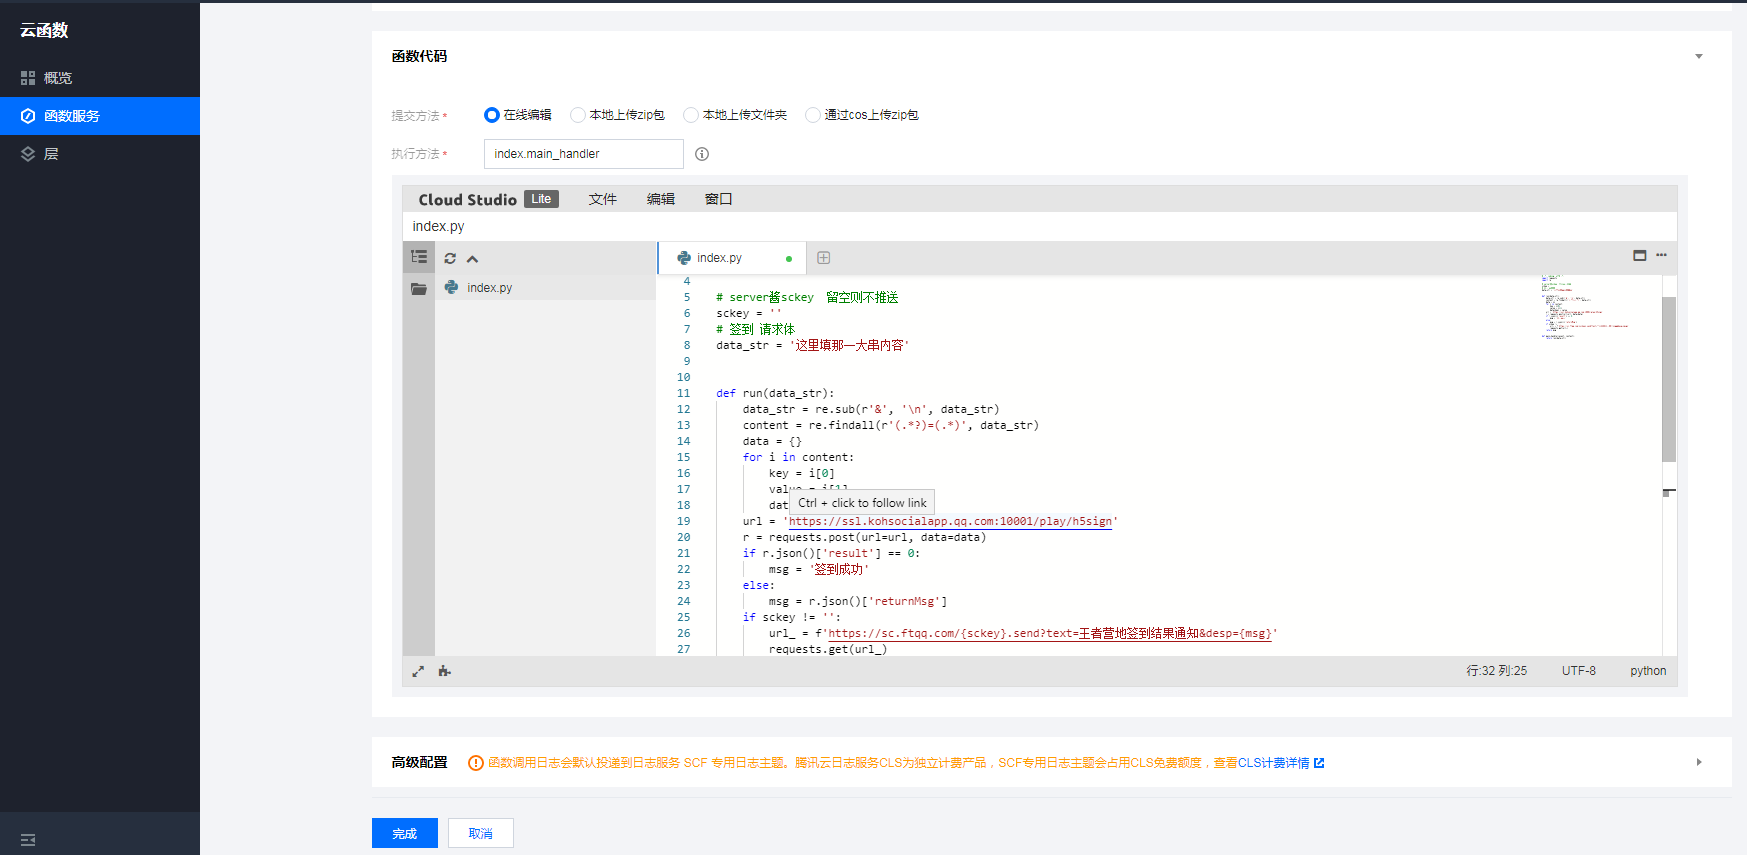 云函数
概览
函数服务
层
函数代码
提交方法 * 在线编辑 本地上传zip包 本地上传文件夹 通过cos上传zip包
执行方法 * index.main_handler
Cloud Studio Lite 文件 编辑 窗口
index.py
index.py
index.py
4
5 # server酱sckey  留空则不推送
6 sckey = ''
7 # 签到 请求体
8 data_str = '这里填那一大串内容'
9
10
11 def run(data_str):
12     data_str = re.sub(r'&', '\n', data_str)
13     content = re.findall(r'(.*?)=(.*)', data_str)
14     data = {}
15     for i in content:
16         key = i[0]
17         value = i[1]
Ctrl + click to follow link
18         dat
19     url = 'https://ssl.kohsocialapp.qq.com:10001/play/h5sign'
20     r = requests.post(url=url, data=data)
21     if r.json()['result'] == 0:
22         msg = '签到成功'
23     else:
24         msg = r.json()['returnMsg']
25     if sckey != '':
26         url_ = f'https://sc.ftqq.com/{sckey}.send?text=王者营地签到结果通知&desp={msg}'
27         requests.get(url_)
行:32 列:25 UTF-8 python
高级配置 函数调用日志会默认投递到日志服务 SCF 专用日志主题。腾讯云日志服务CLS为独立计费产品，SCF专用日志主题会占用CLS免费额度，查看CLS计费详情
完成 取消